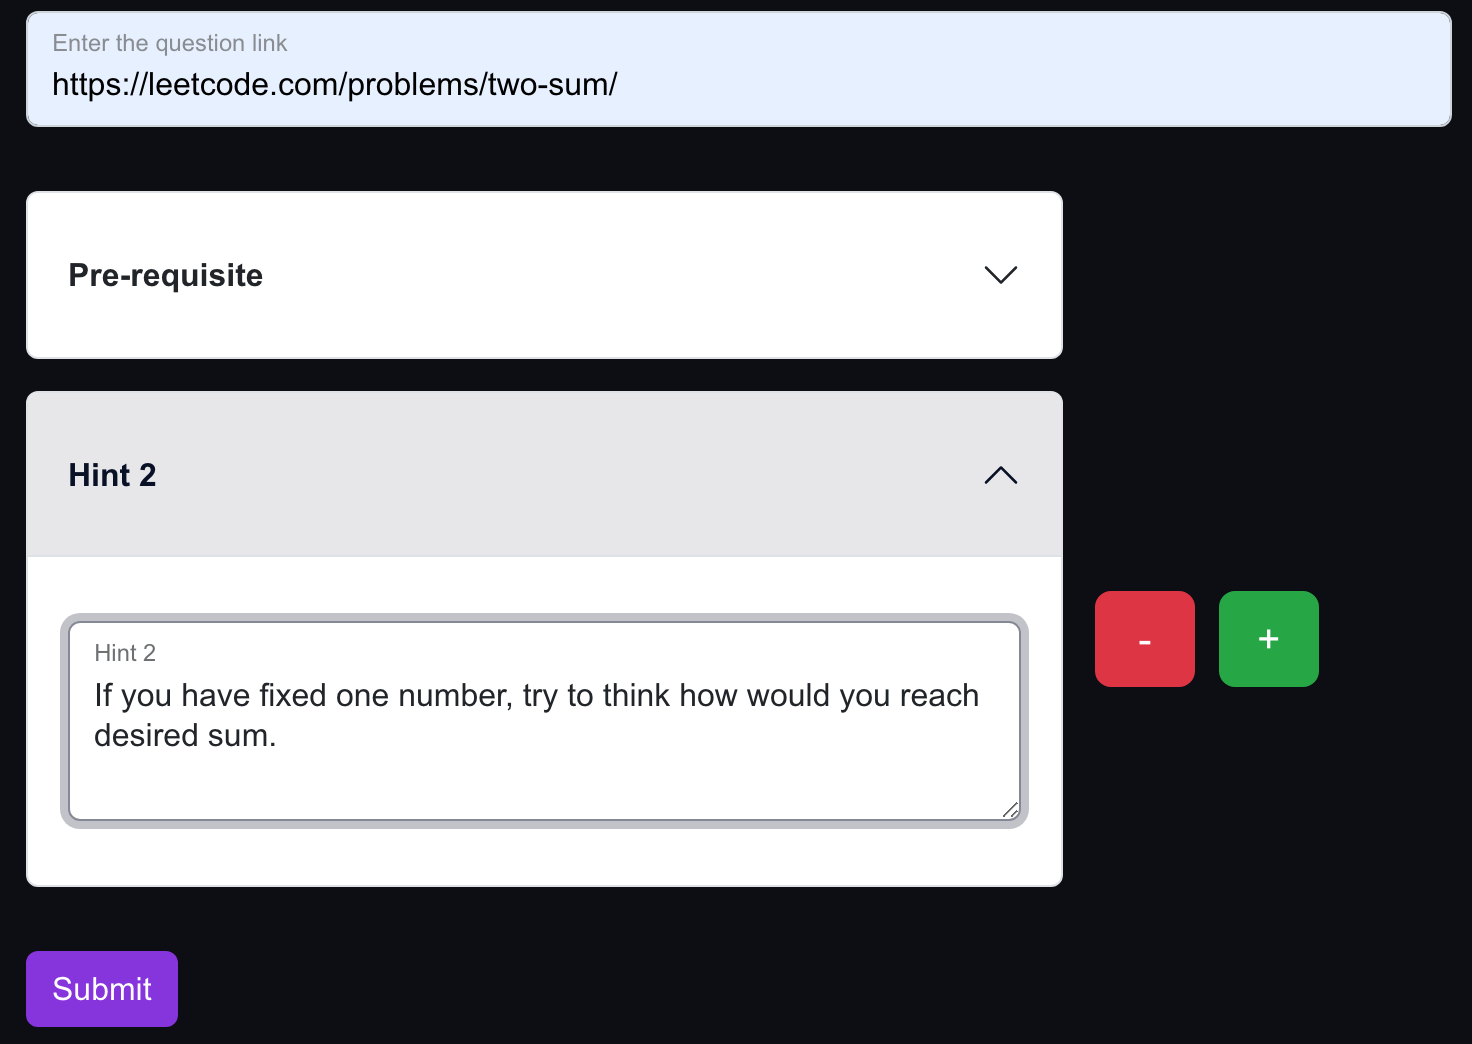 Enter the question link
https://leetcode.com/problems/two-sum/
Pre-requisite
Hint 2
Hint 2
If you have fixed one number, try to think how would you reach
desired sum.
-
+
Submit